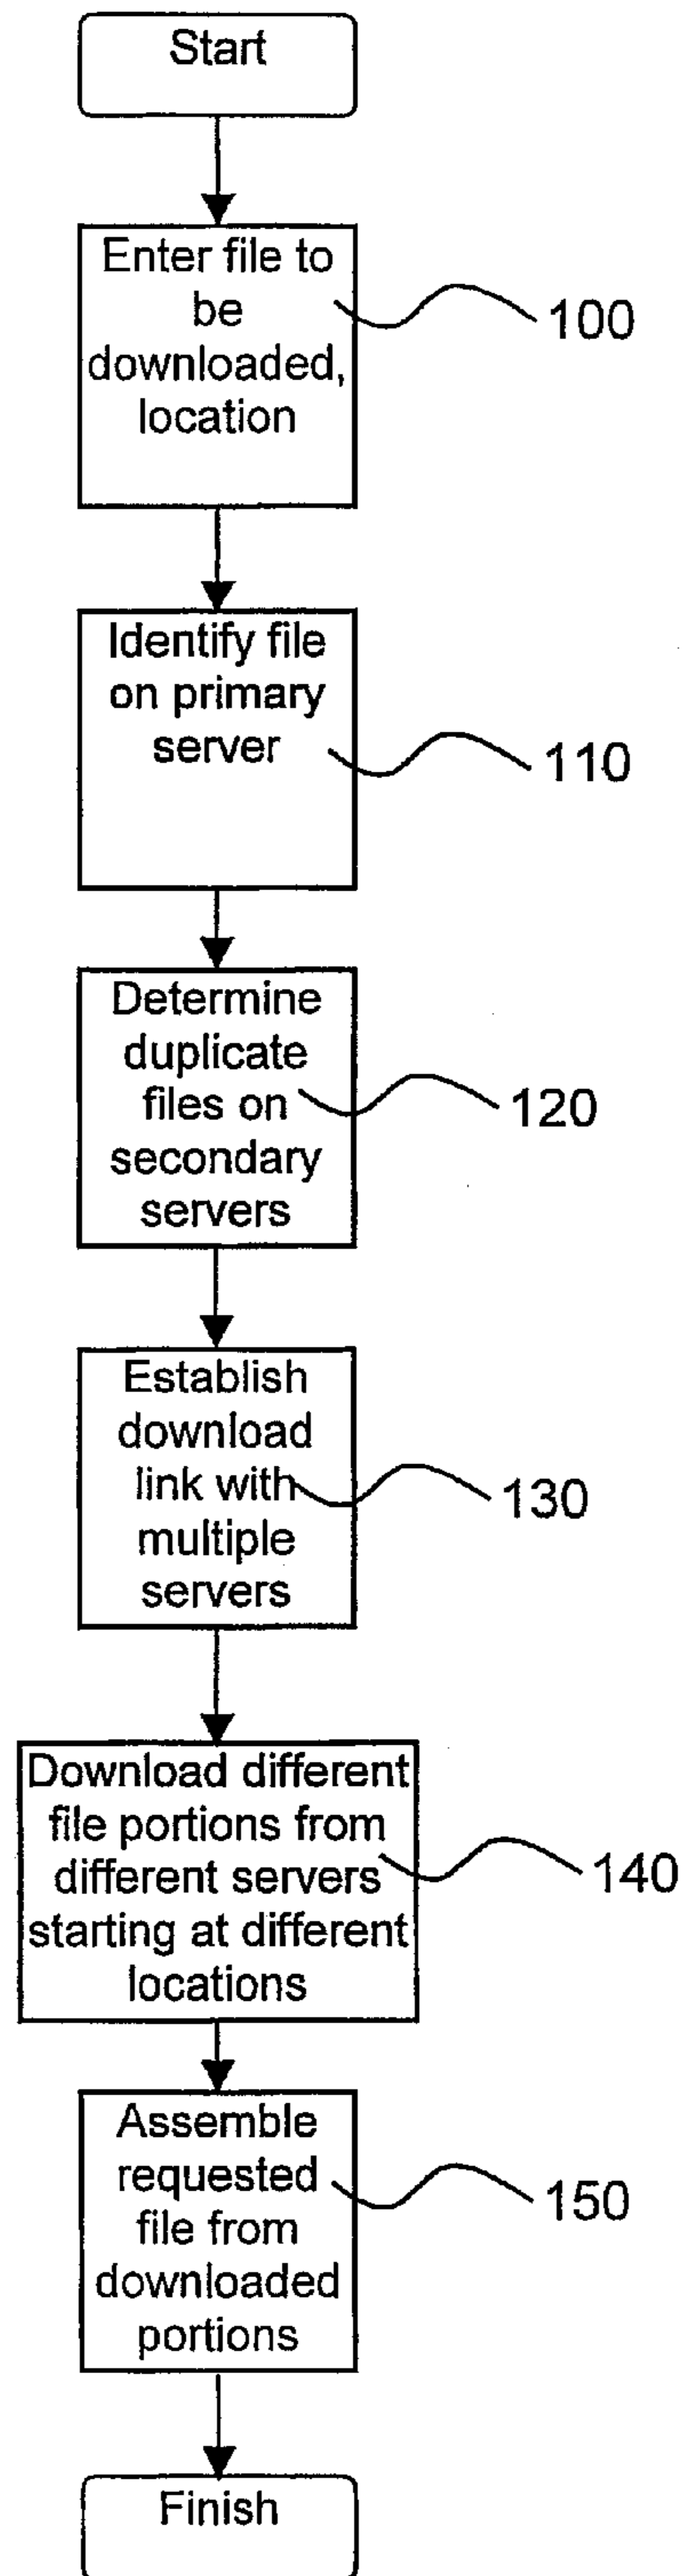 Start
Enter file to
be
downloaded,
location
100
Identify file
on primary
server
110
Determine
duplicate
files on
secondary
servers
120
Establish
download
link with
multiple
servers
130
Download different
file portions from
different servers
starting at different
locations
140
Assemble
requested
file from
downloaded
portions
150
Finish